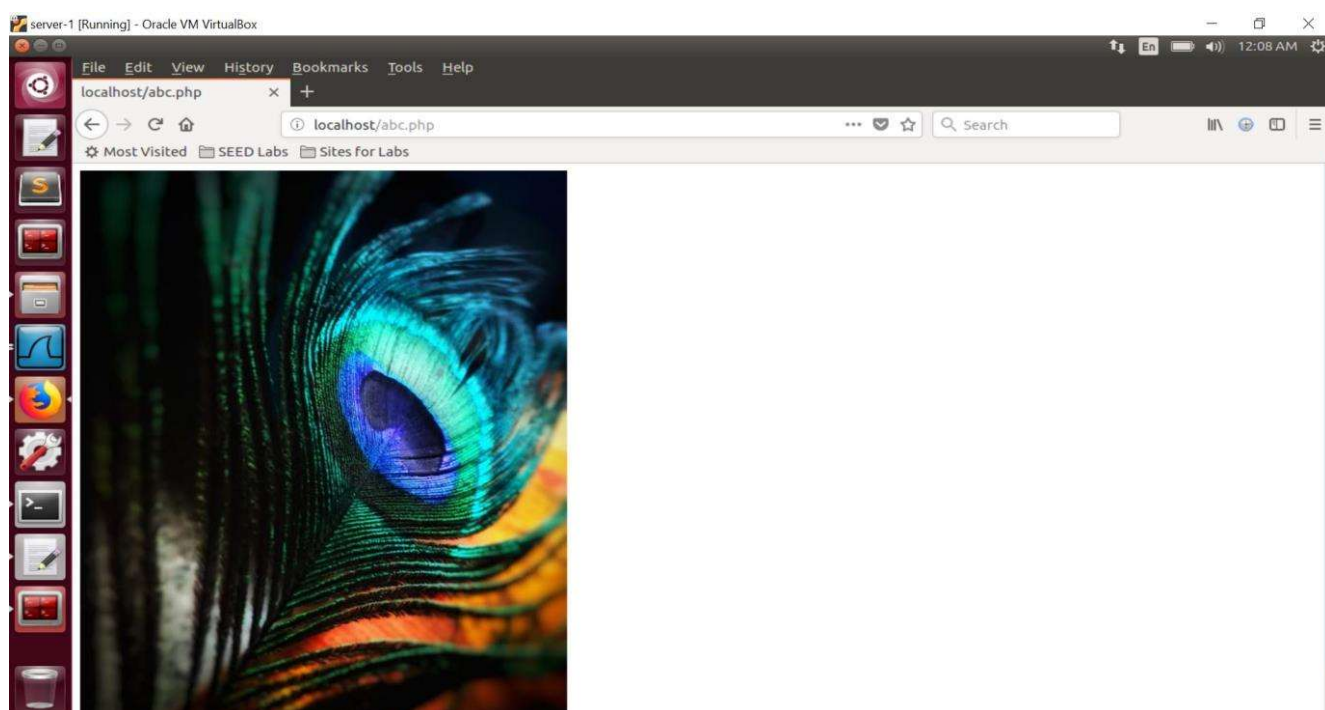 server-1 [Running] - Oracle VM VirtualBox
En 12:08 AM
File Edit View History Bookmarks Tools Help
localhost/abc.php
localhost/abc.php Search
Most Visited SEED Labs Sites for Labs
S
>_